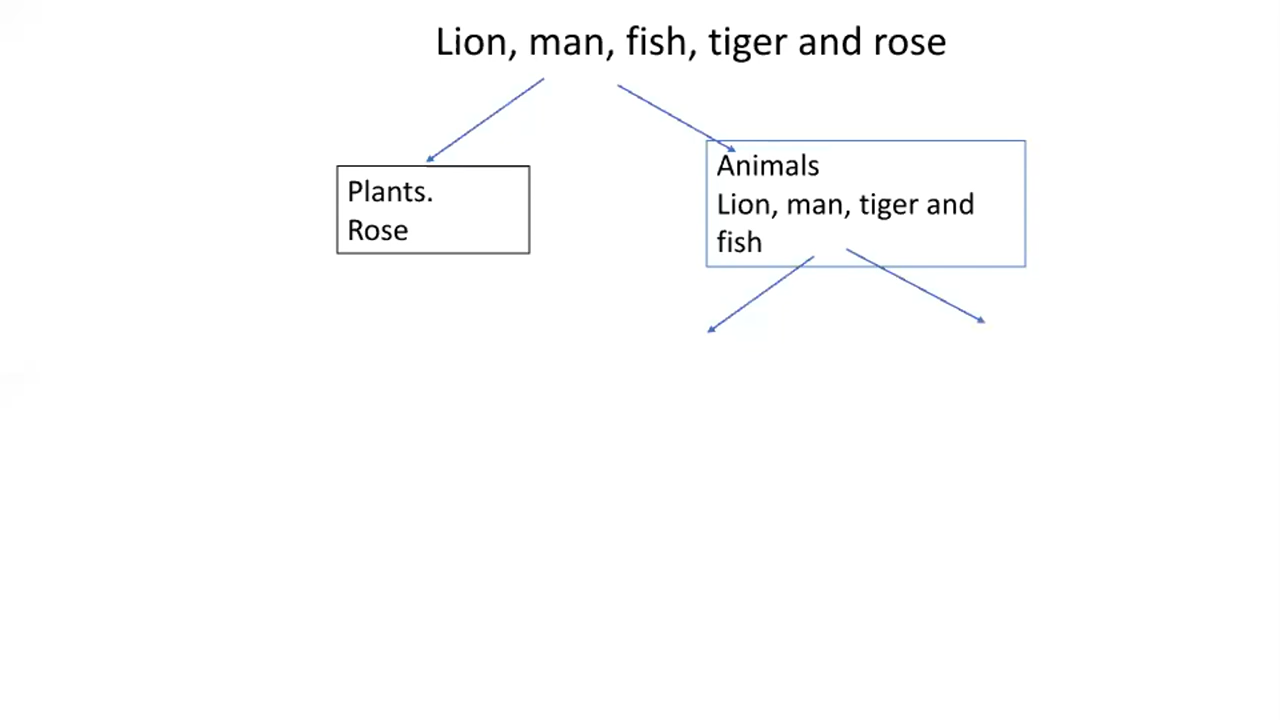 Lion, man, fish, tiger and rose
Plants.
Rose
Animals
Lion, man, tiger and
fish